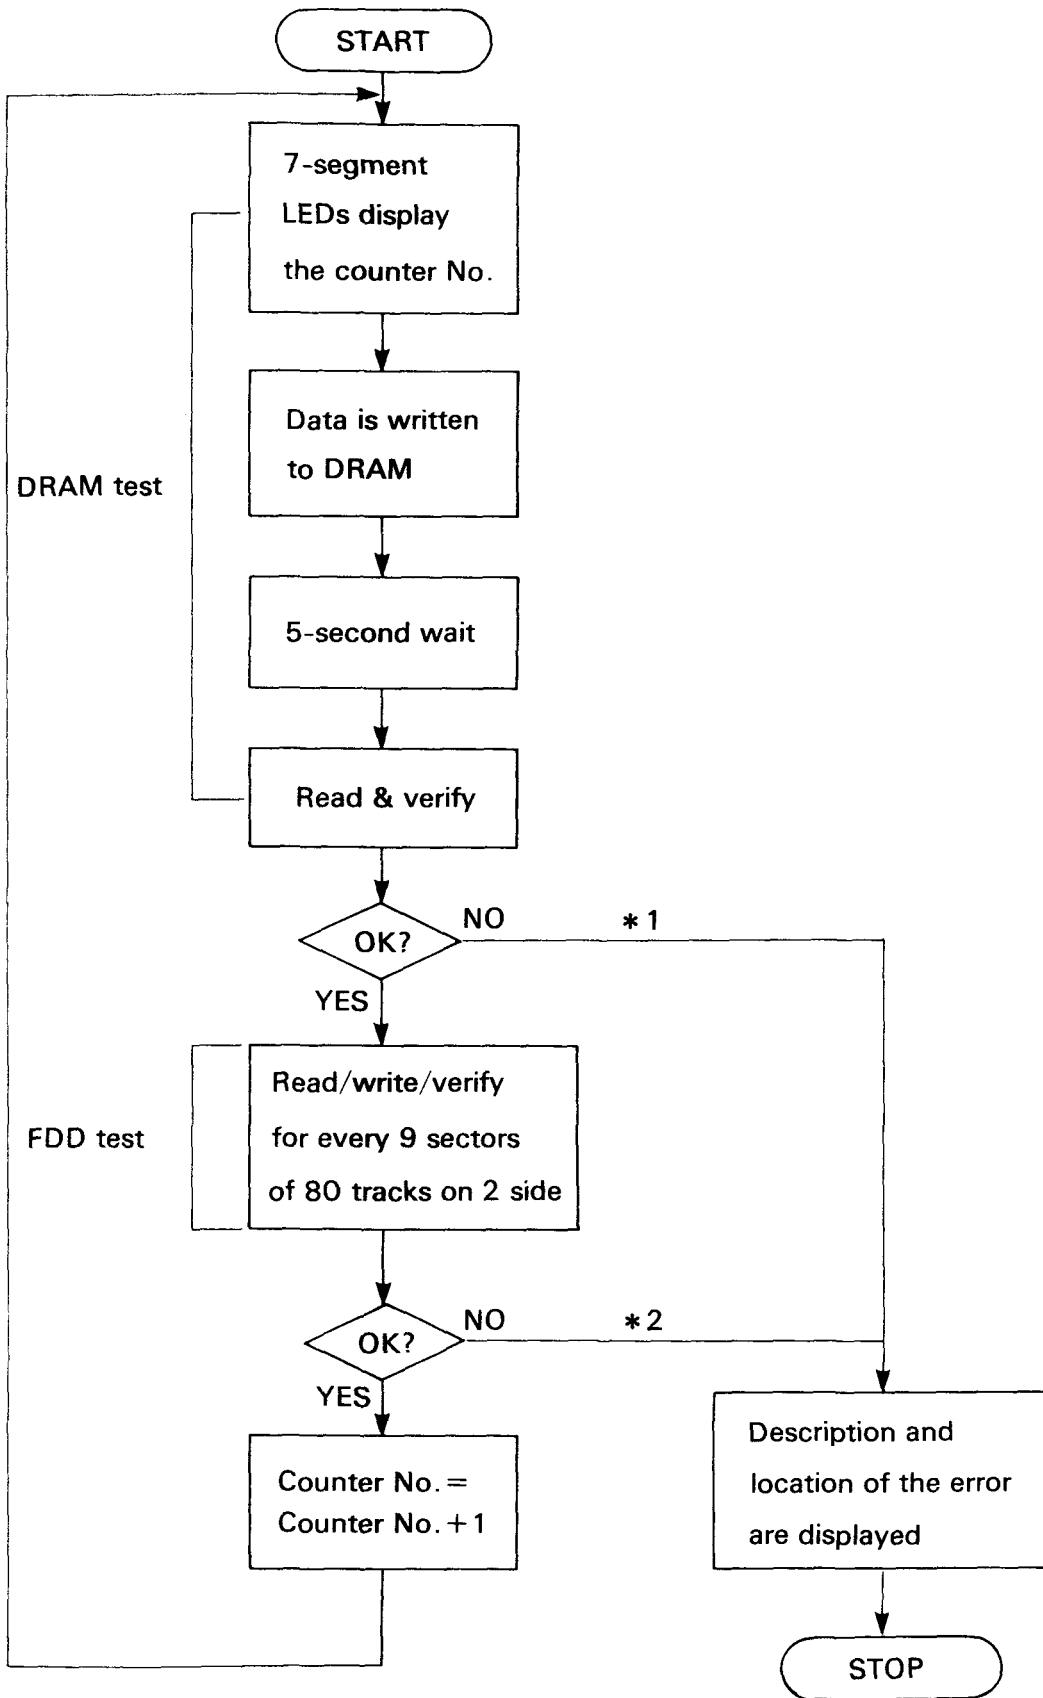 START
7-segment
LEDs display
the counter No.
Data is written
to DRAM
DRAM test
5-second wait
Read & verify
OK?
NO
*1
YES
Read/write/verify
for every 9 sectors
of 80 tracks on 2 side
FDD test
OK?
NO
*2
YES
Counter No.=
Counter No.+1
Description and
location of the error
are displayed
STOP